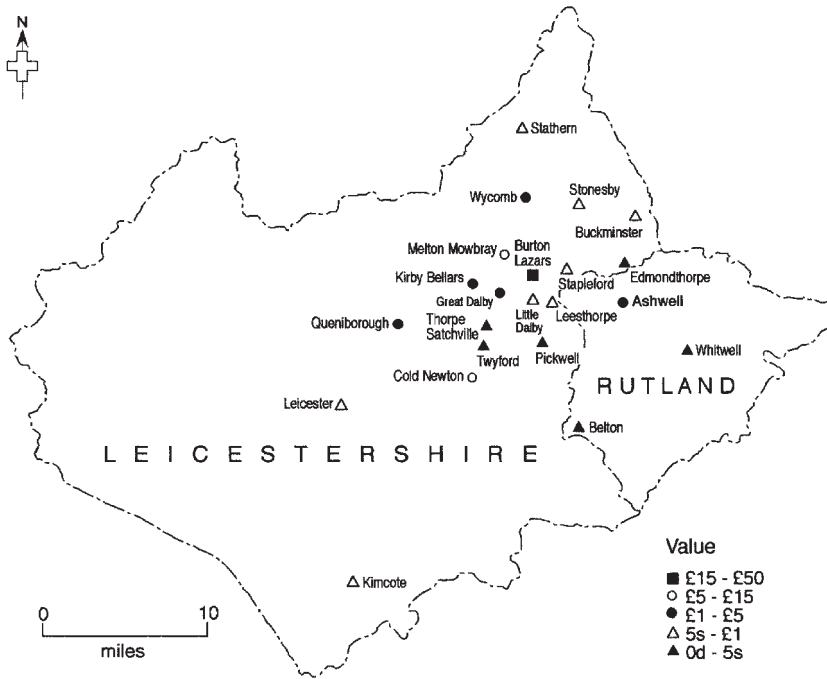 N
Stathern
Wycomb
Stonesby
Buckminster
Melton Mowbray
Burton
Lazars
Stapleford
Edmondthorpe
Kirby Bellars
Great Dalby
Ashwell
Little
Dalby
Leesthorpe
Queniborough
Thorpe
Satchville
Twyford
Pickwell
Whitwell
Cold Newton
RUTLAND
Leicester
Belton
LEICESTERSHIRE
Kimcote
0 10
miles
Value
£15 - £50
£5 - £15
£1 - £5
5s - £1
0d - 5s